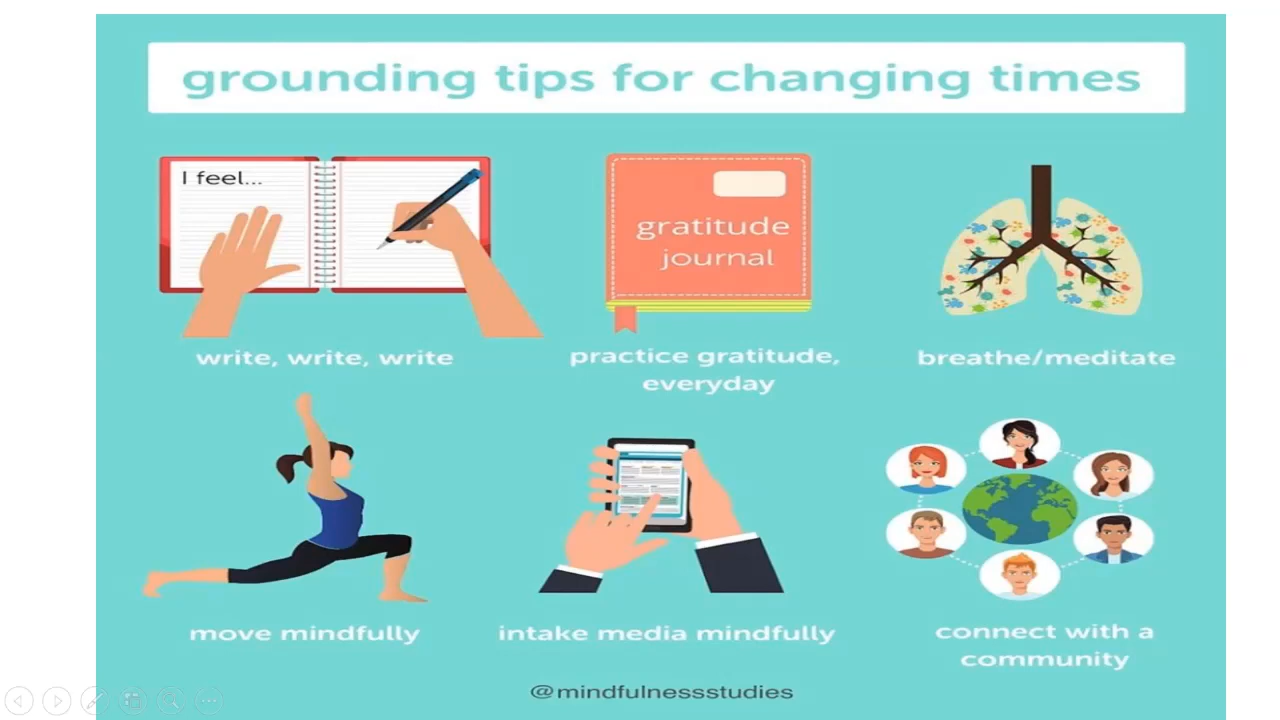 grounding tips for changing times
I feel...
gratitude
journal
write, write, write
practice gratitude,
everyday
breathe/meditate
move mindfully
intake media mindfully
connect with a
community
@mindfulnessstudies